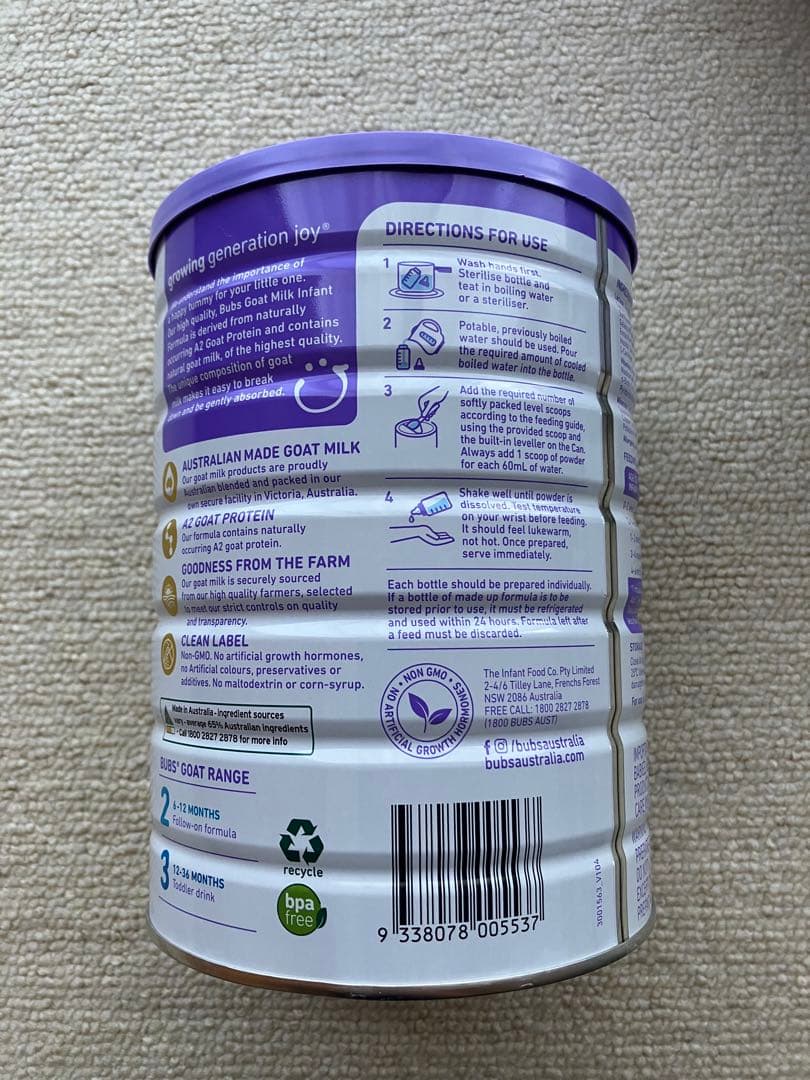 growing generation joy®
We understand the importance of
a happy tummy for your little one.
Our high quality, Bubs Goat Milk Infant
Formula is derived from naturally
occurring A2 Goat Protein and contains
natural goat milk, of the highest quality.
The unique composition of goat
milk makes it easy to break
down and be gently absorbed.
AUSTRALIAN MADE GOAT MILK
Our goat milk products are proudly
Australian blended and packed in our
own secure facility in Victoria, Australia.
A2 GOAT PROTEIN
Our formula contains naturally
occurring A2 goat protein.
GOODNESS FROM THE FARM
Our goat milk is securely sourced
from our high quality farmers, selected
to meet our strict controls on quality
and transparency.
CLEAN LABEL
Non-GMO. No artificial growth hormones,
no Artificial colours, preservatives or
additives. No maltodextrin or corn-syrup.
Made in Australia - Ingredient sources
vary - average 65% Australian ingredients
- Call 1800 2827 2878 for more info
BUBS® GOAT RANGE
2 6-12 MONTHS
Follow-on formula
3 12-36 MONTHS
Toddler drink
recycle
bpa
free
DIRECTIONS FOR USE
1 Wash hands first.
Sterilise bottle and
teat in boiling water
or a steriliser.
2 Potable, previously boiled
water should be used. Pour
the required amount of cooled
boiled water into the bottle.
3 Add the required number of
softly packed level scoops
according to the feeding guide,
using the provided scoop and
the built-in leveller on the Can.
Always add 1 scoop of powder
for each 60mL of water.
4 Shake well until powder is
dissolved. Test temperature
on your wrist before feeding.
It should feel lukewarm,
not hot. Once prepared,
serve immediately.
Each bottle should be prepared individually.
If a bottle of made up formula is to be
stored prior to use, it must be refrigerated
and used within 24 hours. Formula left after
a feed must be discarded.
• NON GMO •
NO ARTIFICIAL GROWTH HORMONES
The Infant Food Co. Pty Limited
2-4/6 Tilley Lane, Frenchs Forest
NSW 2086 Australia
FREE CALL: 1800 2827 2878
(1800 BUBS AUST)
/bubsaustralia
bubsaustralia.com
9 338078 005537
3001563_V104